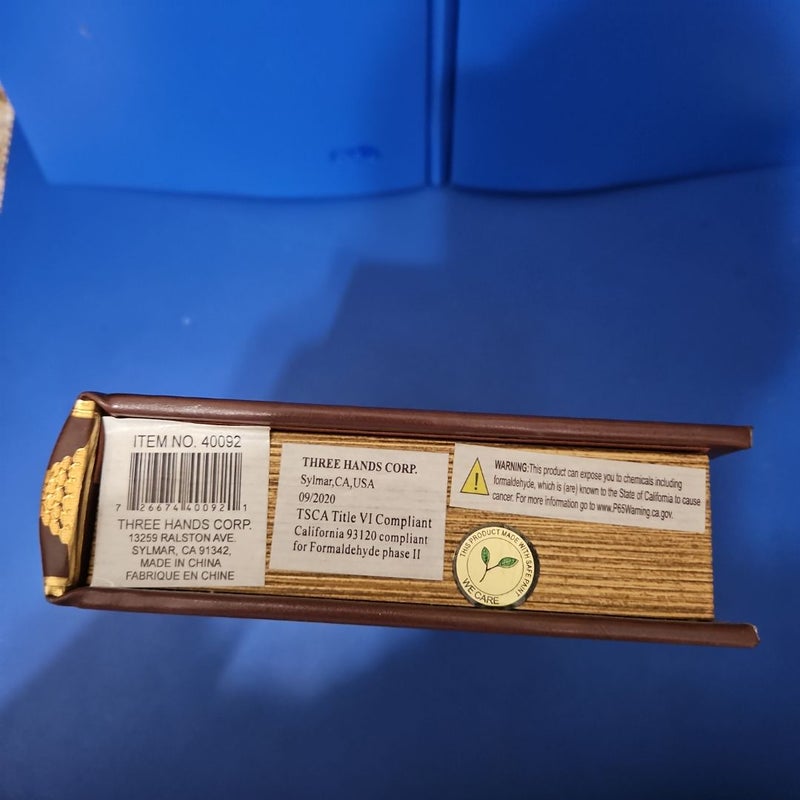 ITEM NO. 40092
7 26674 40092 1
THREE HANDS CORP.
13259 RALSTON AVE.
SYLMAR, CA 91342,
MADE IN CHINA
FABRIQUE EN CHINE
THREE HANDS CORP.
Sylmar,CA,USA
09/2020
TSCA Title VI Compliant
California 93120 compliant
for Formaldehyde phase II
WARNING:This product can expose you to chemicals including
formaldehyde, which is (are) known to the State of California to cause
cancer. For more information go to www.P65Warning.ca.gov.
THIS PRODUCT MADE WITH SAFE PAINT
WE CARE